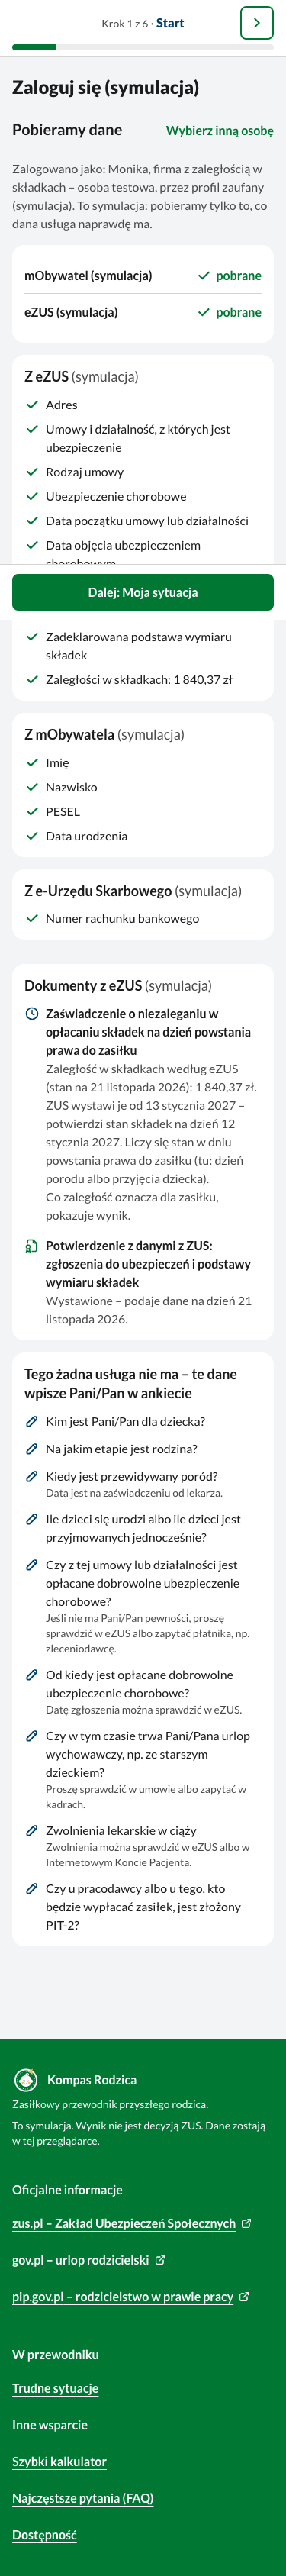 Krok 1 z 6 · Start
Zaloguj się (symulacja)
Pobieramy dane
Wybierz inną osobę
Zalogowano jako: Monika, firma z zaległością w
składkach – osoba testowa, przez profil zaufany
(symulacja). To symulacja: pobieramy tylko to, co
dana usługa naprawdę ma.
mObywatel (symulacja)
pobrane
eZUS (symulacja)
pobrane
Z eZUS (symulacja)
Adres
Umowy i działalność, z których jest
ubezpieczenie
Rodzaj umowy
Ubezpieczenie chorobowe
Data początku umowy lub działalności
Data objęcia ubezpieczeniem
Dalej: Moja sytuacja
Zadeklarowana podstawa wymiaru
składek
Zaległości w składkach: 1 840,37 zł
Z mObywatela (symulacja)
Imię
Nazwisko
PESEL
Data urodzenia
Z e-Urzędu Skarbowego (symulacja)
Numer rachunku bankowego
Dokumenty z eZUS (symulacja)
Zaświadczenie o niezaleganiu w
opłacaniu składek na dzień powstania
prawa do zasiłku
Zaległość w składkach według eZUS
(stan na 21 listopada 2026): 1 840,37 zł.
ZUS wystawi je od 13 stycznia 2027 –
potwierdzi stan składek na dzień 12
stycznia 2027. Liczy się stan w dniu
powstania prawa do zasiłku (tu: dzień
porodu albo przyjęcia dziecka).
Co zaległość oznacza dla zasiłku,
pokazuje wynik.
Potwierdzenie z danymi z ZUS:
zgłoszenia do ubezpieczeń i podstawy
wymiaru składek
Wystawione – podaje dane na dzień 21
listopada 2026.
Tego żadna usługa nie ma – te dane
wpisze Pani/Pan w ankiecie
Kim jest Pani/Pan dla dziecka?
Na jakim etapie jest rodzina?
Kiedy jest przewidywany poród?
Data jest na zaświadczeniu od lekarza.
Ile dzieci się urodzi albo ile dzieci jest
przyjmowanych jednocześnie?
Czy z tej umowy lub działalności jest
opłacane dobrowolne ubezpieczenie
chorobowe?
Jeśli nie ma Pani/Pan pewności, proszę
sprawdzić w eZUS albo zapytać płatnika, np.
zleceniodawcę.
Od kiedy jest opłacane dobrowolne
ubezpieczenie chorobowe?
Datę zgłoszenia można sprawdzić w eZUS.
Czy w tym czasie trwa Pani/Pana urlop
wychowawczy, np. ze starszym
dzieckiem?
Proszę sprawdzić w umowie albo zapytać w
kadrach.
Zwolnienia lekarskie w ciąży
Zwolnienia można sprawdzić w eZUS albo w
Internetowym Koncie Pacjenta.
Czy u pracodawcy albo u tego, kto
będzie wypłacać zasiłek, jest złożony
PIT-2?
Kompas Rodzica
Zasiłkowy przewodnik przyszłego rodzica.
To symulacja. Wynik nie jest decyzją ZUS. Dane zostają
w tej przeglądarce.
Oficjalne informacje
zus.pl – Zakład Ubezpieczeń Społecznych
gov.pl – urlop rodzicielski
pip.gov.pl – rodzicielstwo w prawie pracy
W przewodniku
Trudne sytuacje
Inne wsparcie
Szybki kalkulator
Najczęstsze pytania (FAQ)
Dostępność